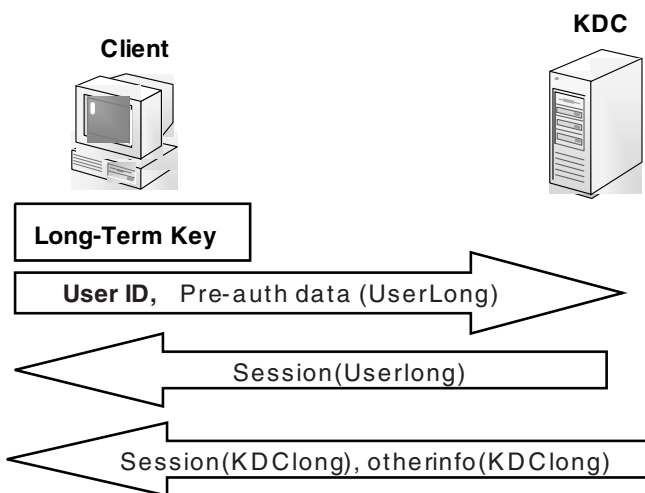 KDC
Client
Long-Term Key
User ID, Pre-auth data (UserLong)
Session(Userlong)
Session(KDClong), otherinfo(KDClong)